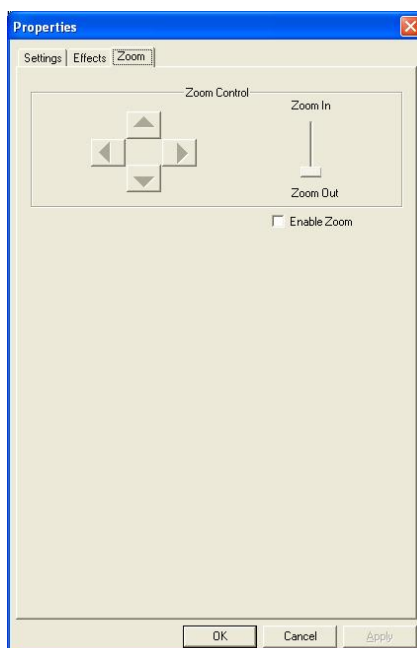 Properties
Settings Effects Zoom
Zoom Control
Zoom In
Zoom Out
Enable Zoom
OK Cancel Apply